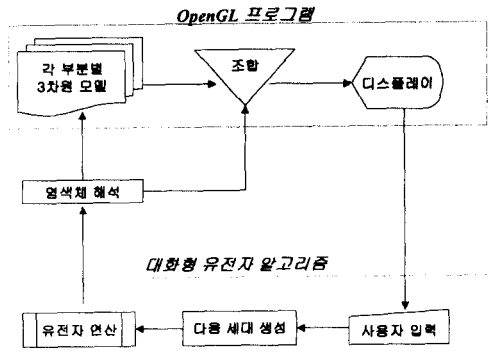 OpenGL 프로그램
각 부분별
3차원 모델
조합
디스플레이
염색체 해석
대화형 유전자 알고리즘
유전자 연산
다음 세대 생성
사용자 입력